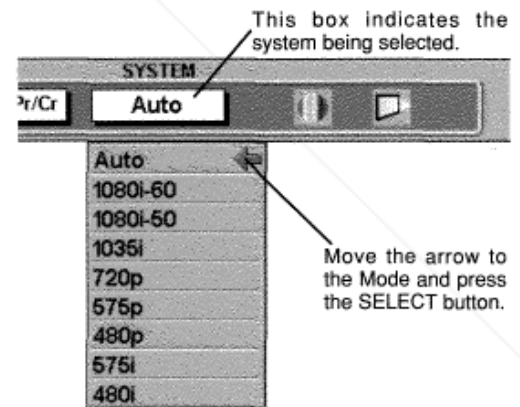 This box indicates the
system being selected.
SYSTEM
Pr/Cr
Auto
Auto
1080i-60
1080i-50
1035i
720p
575p
480p
575i
480i
Move the arrow to
the Mode and press
the SELECT button.